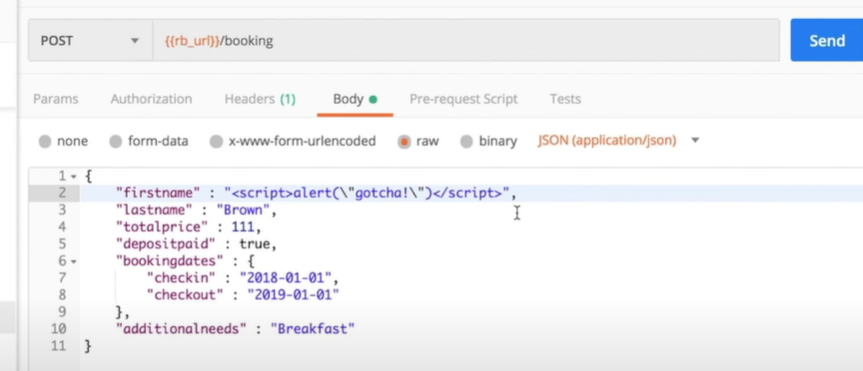 POST {{rb_url}}/booking Send
Params Authorization Headers (1) Body Pre-request Script Tests
none form-data x-www-form-urlencoded raw binary JSON (application/json)
1 {
2 "firstname" : "<script>alert(\"gotcha!\")</script>",
3 "lastname" : "Brown",
4 "totalprice" : 111,
5 "depositpaid" : true,
6 "bookingdates" : {
7 "checkin" : "2018-01-01",
8 "checkout" : "2019-01-01"
9 },
10 "additionalneeds" : "Breakfast"
11 }